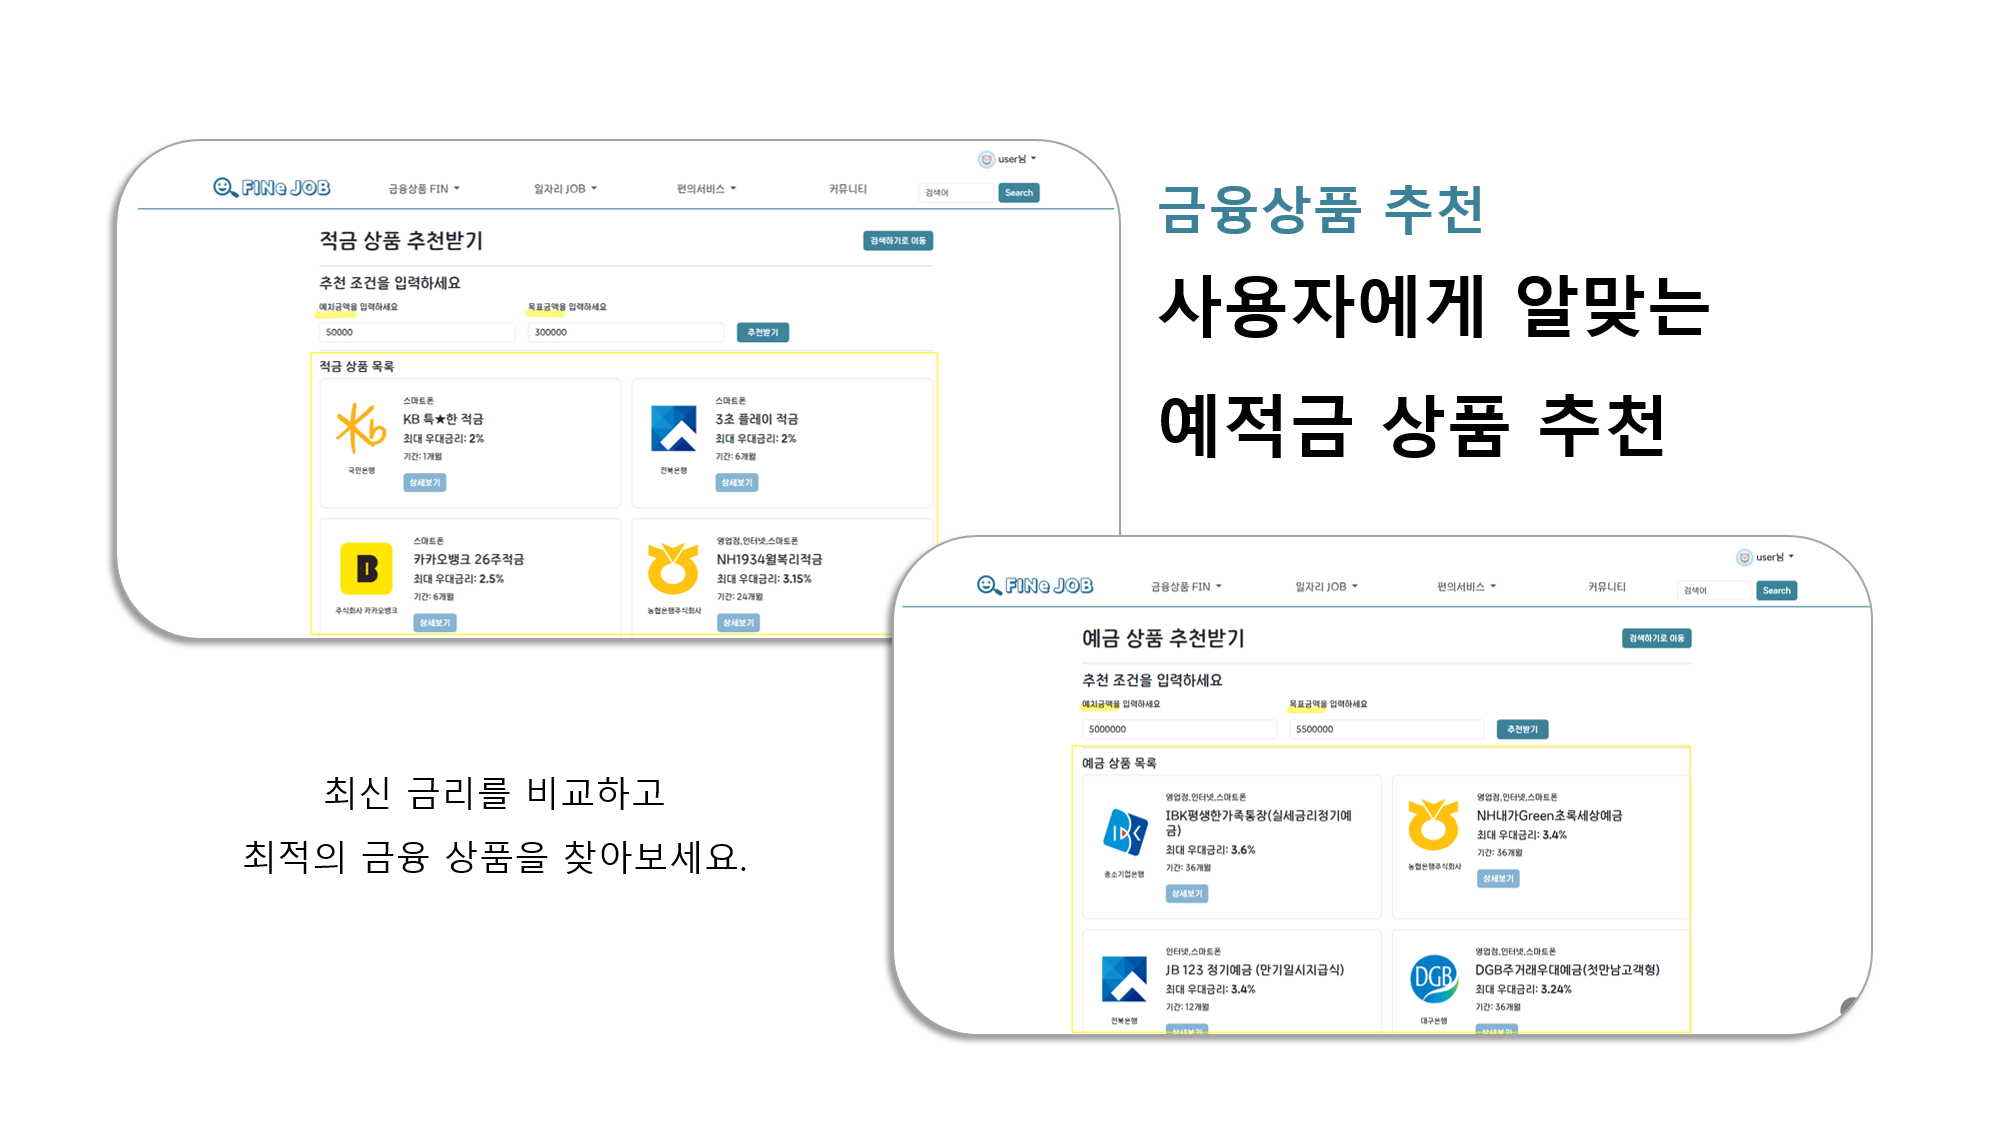 user님
FINe JOB
금융상품 FIN
일자리 JOB
편의서비스
커뮤니티
검색어
Search
적금 상품 추천받기
검색하기로 이동
추천 조건을 입력하세요
예치금액을 입력하세요
목표금액을 입력하세요
50000
300000
추천받기
적금 상품 목록
스마트폰
KB 특★한 적금
최대 우대금리: 2%
기간: 1개월
국민은행
상세보기
스마트폰
3초 플레이 적금
최대 우대금리: 2%
기간: 6개월
전북은행
상세보기
스마트폰
카카오뱅크 26주적금
최대 우대금리: 2.5%
기간: 6개월
주식회사 카카오뱅크
상세보기
영업점,인터넷,스마트폰
NH1934월복리적금
최대 우대금리: 3.15%
기간: 24개월
농협은행주식회사
상세보기
금융상품 추천
사용자에게 알맞는
예적금 상품 추천
user님
FINe JOB
금융상품 FIN
일자리 JOB
편의서비스
커뮤니티
검색어
Search
예금 상품 추천받기
검색하기로 이동
추천 조건을 입력하세요
예치금액을 입력하세요
목표금액을 입력하세요
5000000
5500000
추천받기
예금 상품 목록
영업점,인터넷,스마트폰
IBK평생한가족통장(실세금리정기예
금)
최대 우대금리: 3.6%
기간: 36개월
IBK
중소기업은행
상세보기
영업점,인터넷,스마트폰
NH내가Green초록세상예금
최대 우대금리: 3.4%
기간: 36개월
농협은행주식회사
상세보기
인터넷,스마트폰
JB 123 정기예금 (만기일시지급식)
최대 우대금리: 3.4%
기간: 12개월
전북은행
상세보기
영업점,인터넷,스마트폰
DGB주거래우대예금(첫만남고객형)
최대 우대금리: 3.24%
기간: 36개월
DGB
대구은행
상세보기
최신 금리를 비교하고
최적의 금융 상품을 찾아보세요.